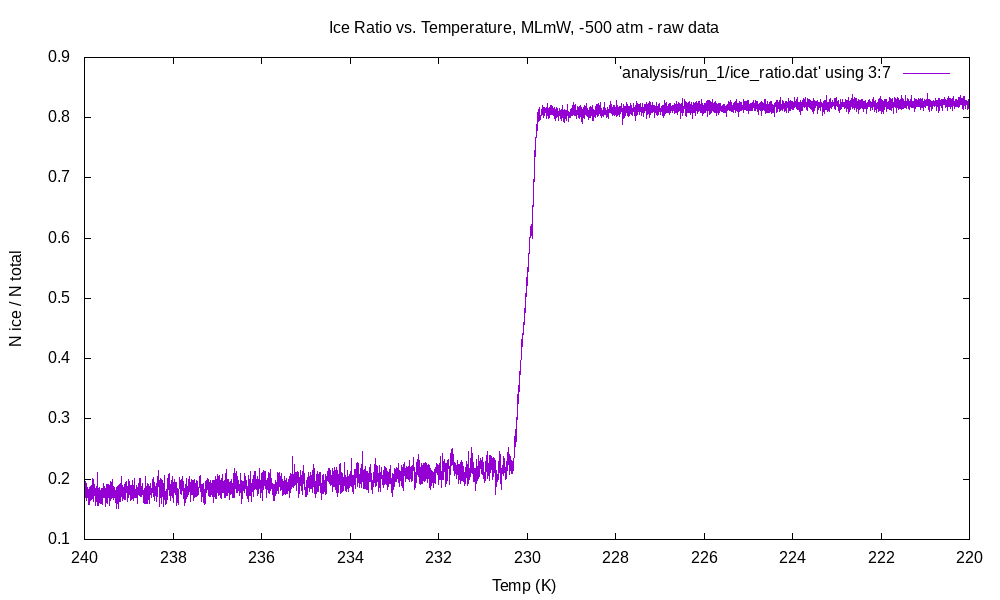 Ice Ratio vs. Temperature, MLmW, -500 atm - raw data
'analysis/run_1/ice_ratio.dat' using 3:7
0.9
0.8
0.7
0.6
0.5
0.4
0.3
0.2
0.1
N ice / N total
240 238 236 234 232 230 228 226 224 222 220
Temp (K)